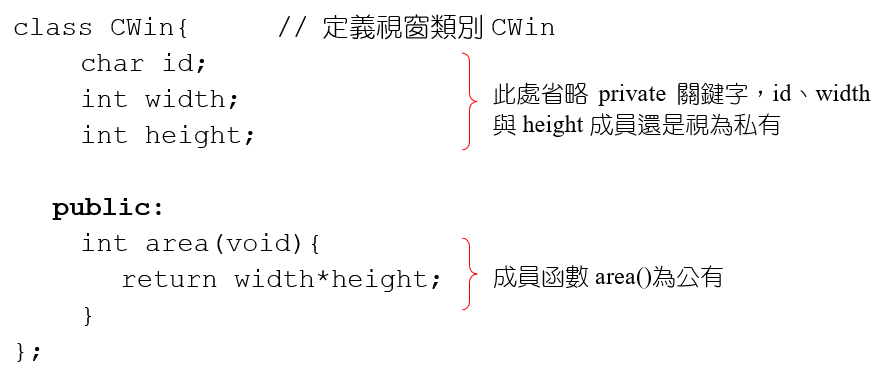 class CWin{ // 定義視窗類別 CWin
char id;
int width;
int height;
此處省略 private 關鍵字，id、width
與 height 成員還是視為私有
public:
int area(void){
return width*height;
}
成員函數 area()為公有
};